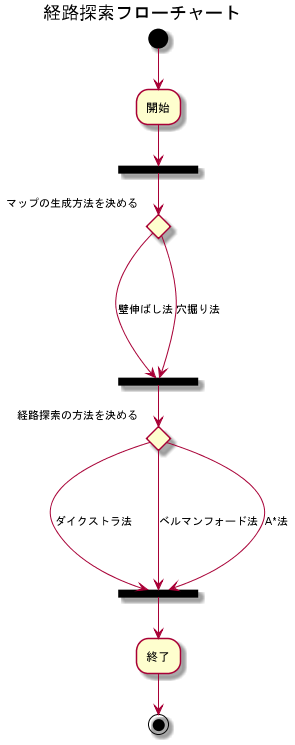 経路探索フローチャート
開始
マップの生成方法を決める
壁伸ばし法
穴掘り法
経路探索の方法を決める
ダイクストラ法
ベルマンフォード法
A*法
終了